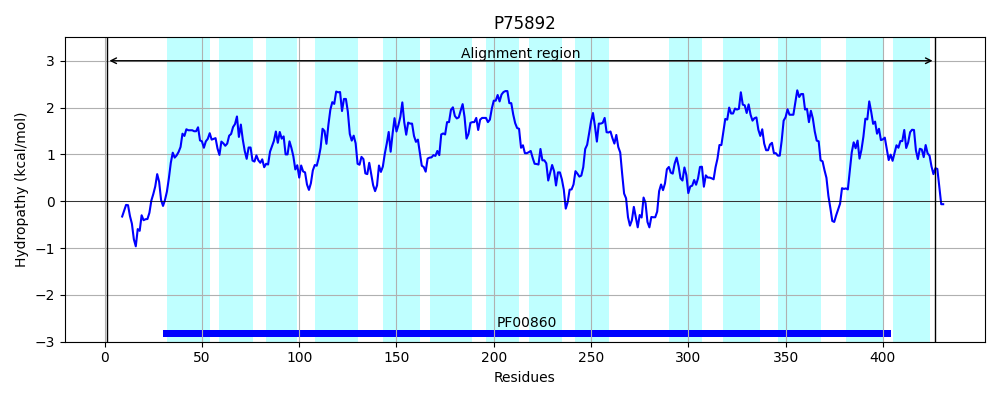 P75892
Alignment region
3
2
1
0
−1
−2
−3
Hydropathy (kcal/mol)
PF00860
0 50 100 150 200 250 300 350 400
Residues